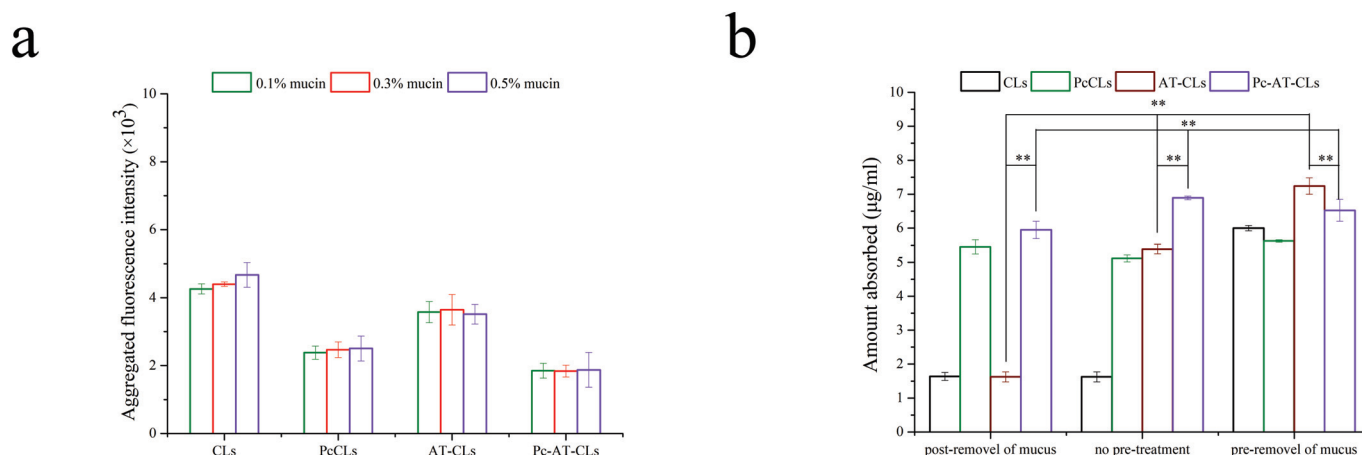 a
b
0.1% mucin 0.3% mucin 0.5% mucin
Aggregated fluorescence intensity (×10³)
10
8
6
4
2
0
CLs PcCLs AT-CLs Pc-AT-CLs
CLs PcCLs AT-CLs Pc-AT-CLs
Amount absorbed (μg/ml)
10
9
8
7
6
5
4
3
2
1
0
**
**
** ** **
post-removel of mucus no pre-treatment pre-removel of mucus